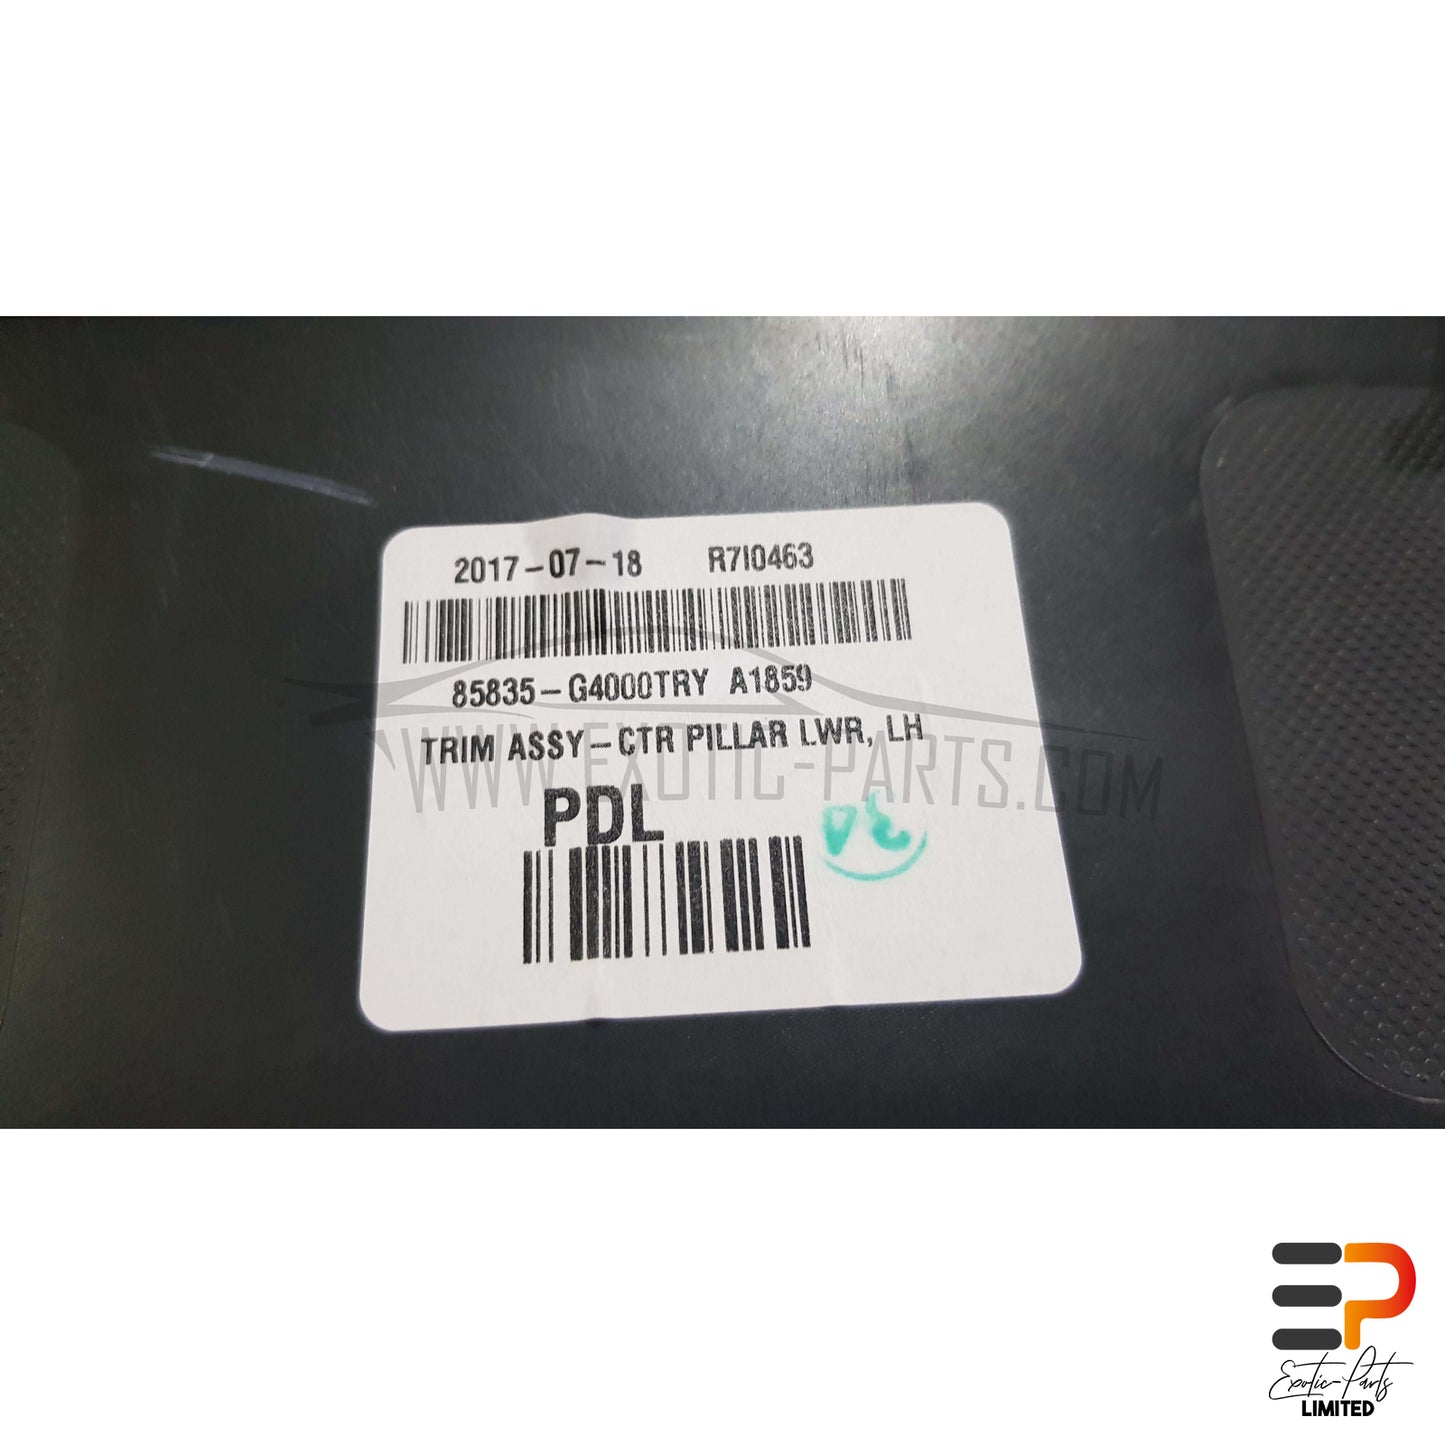 2017-07-18 R7I0463
85835-G4000TRY A1859
TRIM ASSY-CTR PILLAR LWR, LH
WWW.EXOTIC-PARTS.COM
PDL
EP
Exotic-Parts
LIMITED